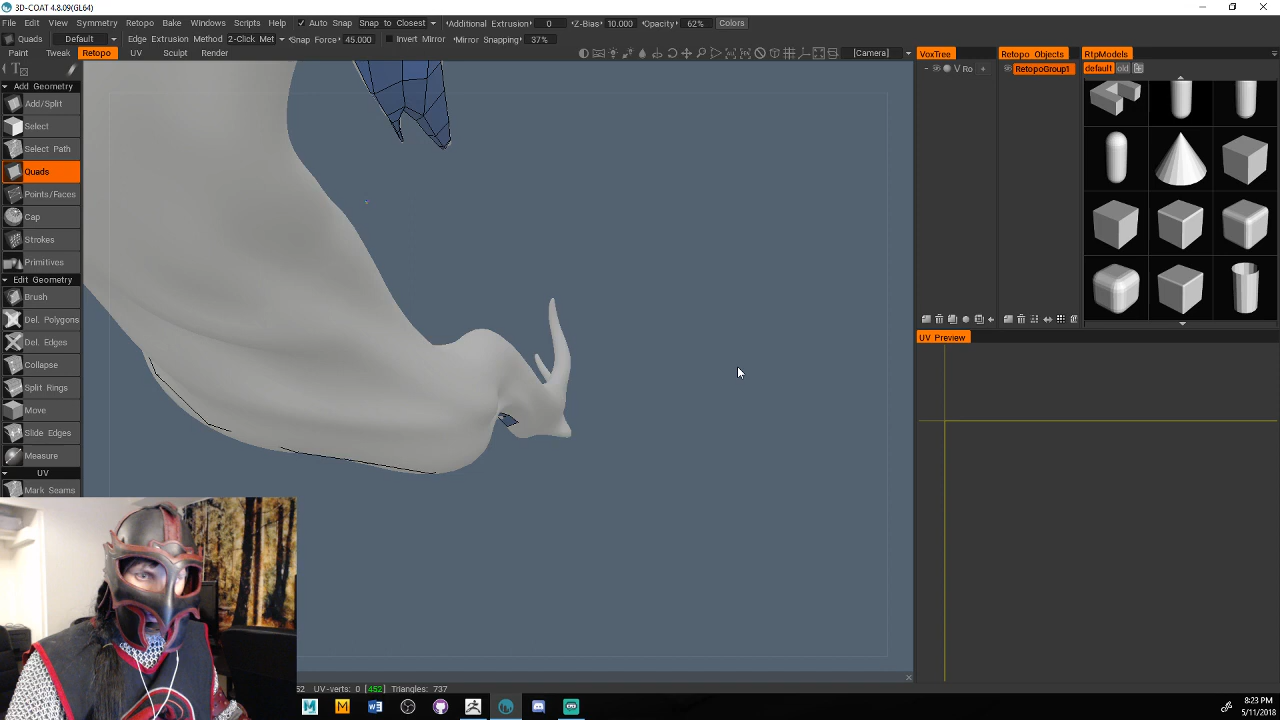 3D-COAT 4.8.09(GL64)
File Edit View Symmetry Retopo Bake Windows Scripts Help Auto Snap Snap to Closest Additional Extrusion 0 Z-Bias 10.000 Opacity 62% Colors
Quads Default Edge Extrusion Method 2-Click Met Snap Force 45.000 Invert Mirror Mirror Snapping 37%
Paint Tweak Retopo UV Sculpt Render [Camera] VoxTree Retopo Objects RtpModels
V Ro + RetopoGroup1 default old
Add Geometry
Add/Split
Select
Select Path
Quads
Points/Faces
Cap
Strokes
Primitives
Edit Geometry
Brush
Del. Polygons
Del. Edges
Collapse
Split Rings
Move
Slide Edges
Measure
UV
Mark Seams
UV Preview
52 UV-verts: 0 [452] Triangles: 737
8:23 PM
5/11/2018